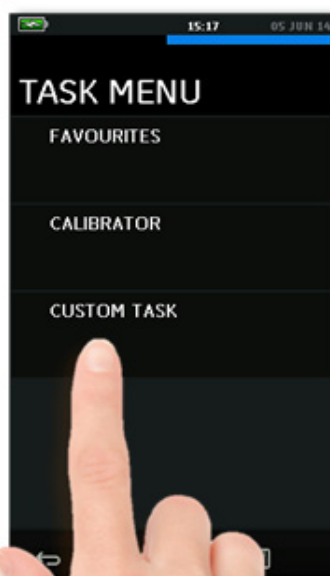 15:17 05 JUN 14
TASK MENU
FAVOURITES
CALIBRATOR
CUSTOM TASK